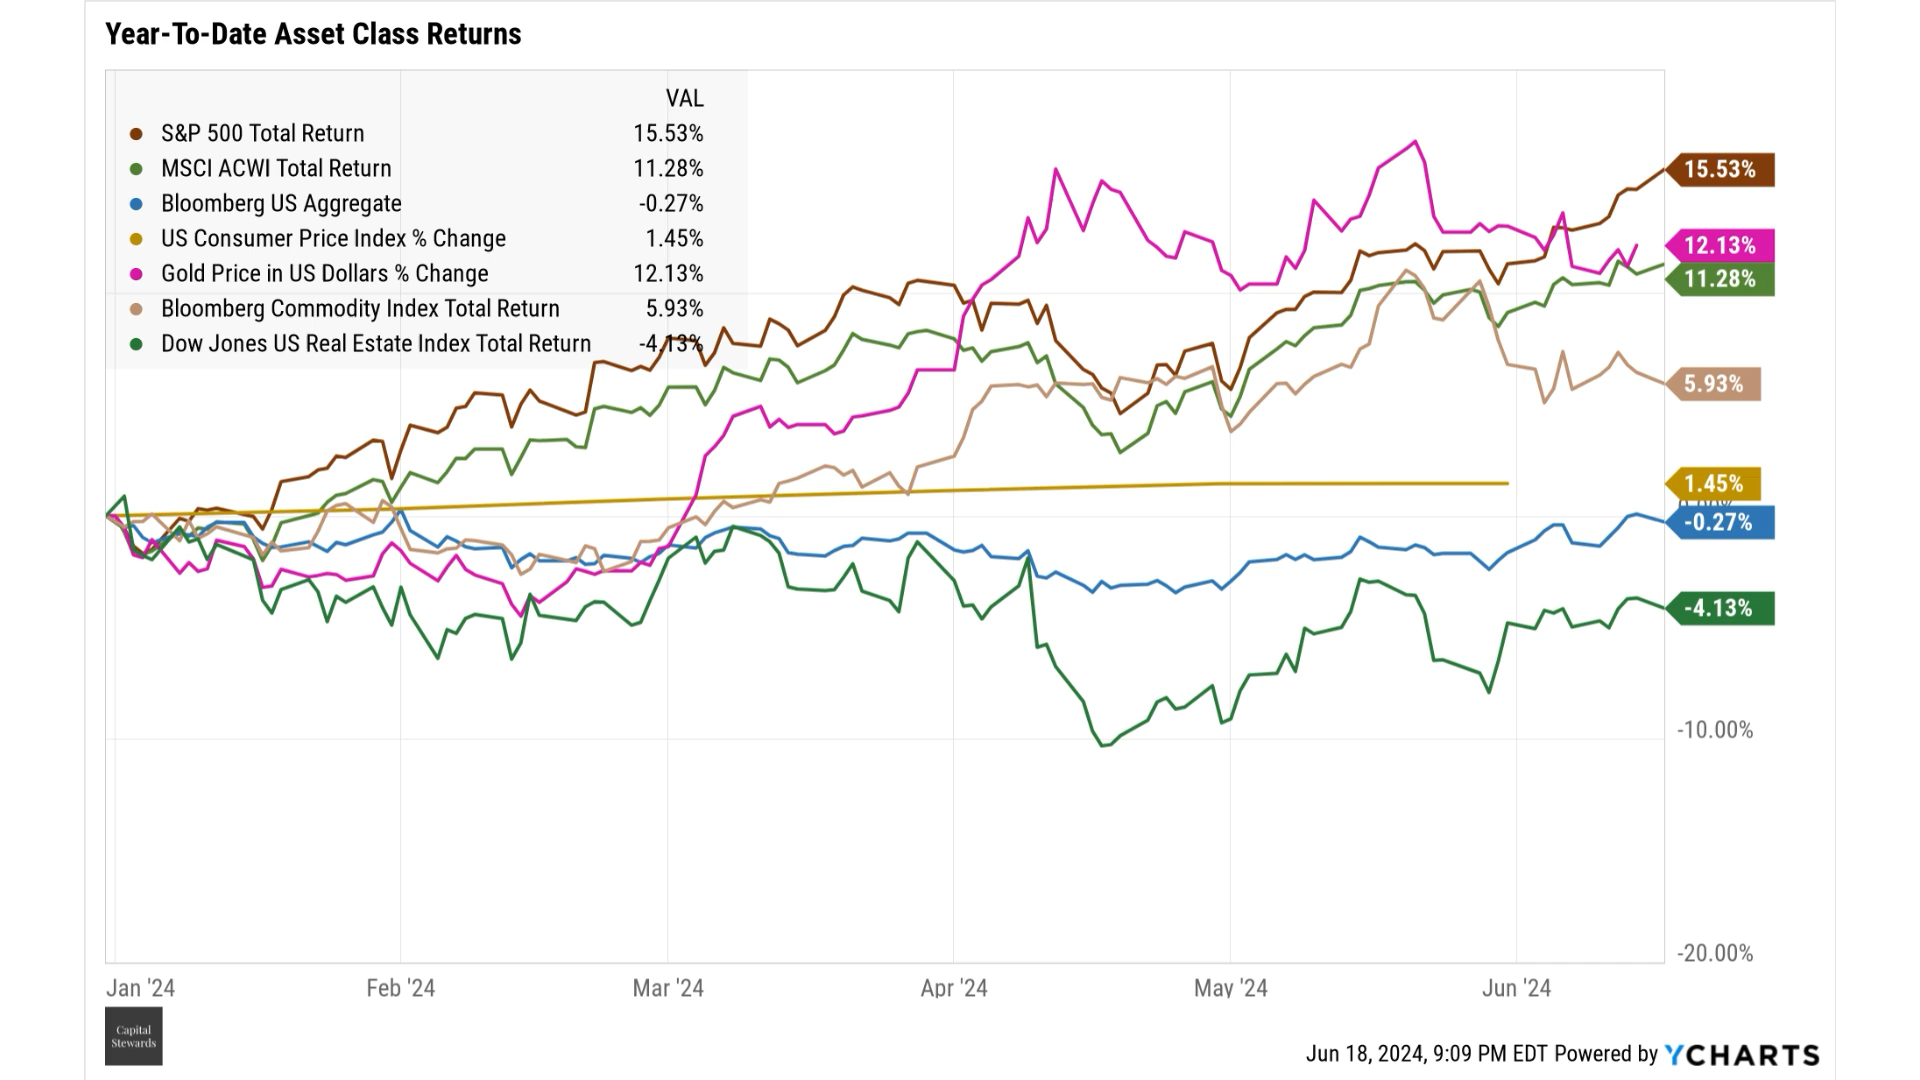 Year-To-Date Asset Class Returns
VAL
S&P 500 Total Return 15.53%
MSCI ACWI Total Return 11.28%
Bloomberg US Aggregate -0.27%
US Consumer Price Index % Change 1.45%
Gold Price in US Dollars % Change 12.13%
Bloomberg Commodity Index Total Return 5.93%
Dow Jones US Real Estate Index Total Return -4.13%
15.53%
12.13%
11.28%
5.93%
1.45%
0.00%
-0.27%
-4.13%
-10.00%
-20.00%
Jan '24 Feb '24 Mar '24 Apr '24 May '24 Jun '24
Capital
Stewards
Jun 18, 2024, 9:09 PM EDT Powered by YCHARTS